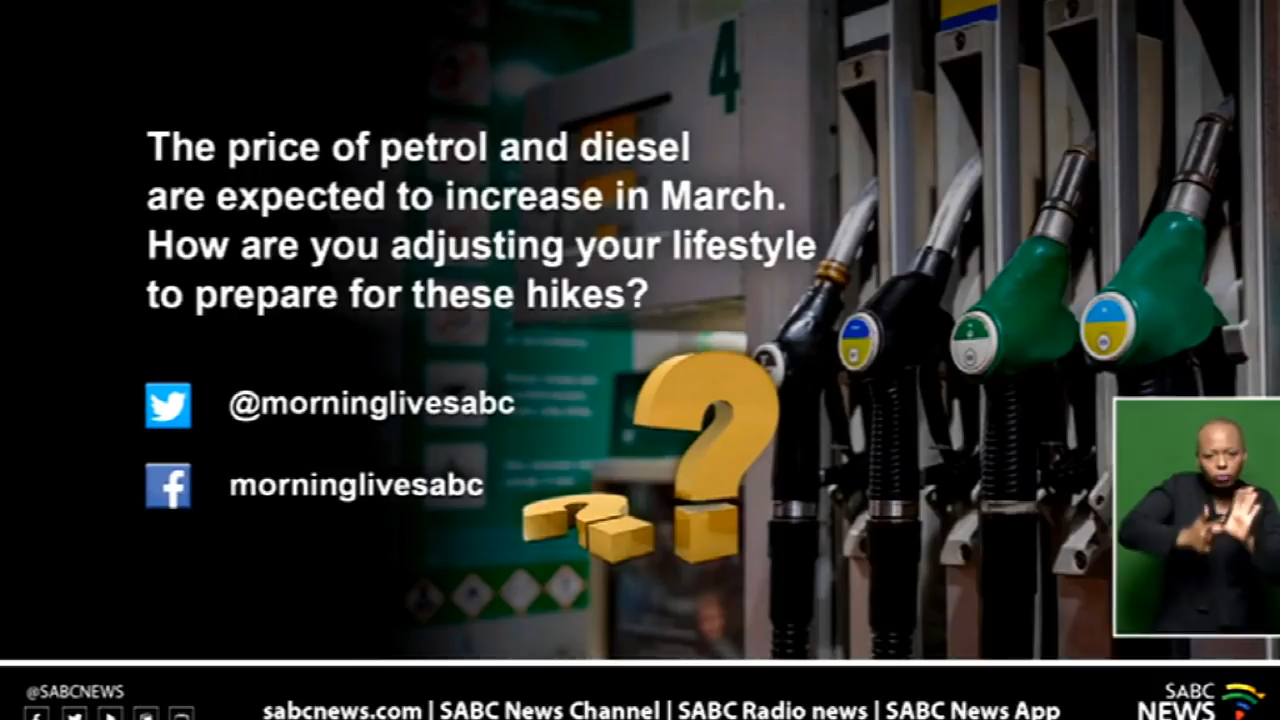 4
The price of petrol and diesel
are expected to increase in March.
How are you adjusting your lifestyle
to prepare for these hikes?
@morninglivesabc
morninglivesabc
@SABCNEWS
sabcnews.com | SABC News Channel | SABC Radio news | SABC News App
SABC
NEWS